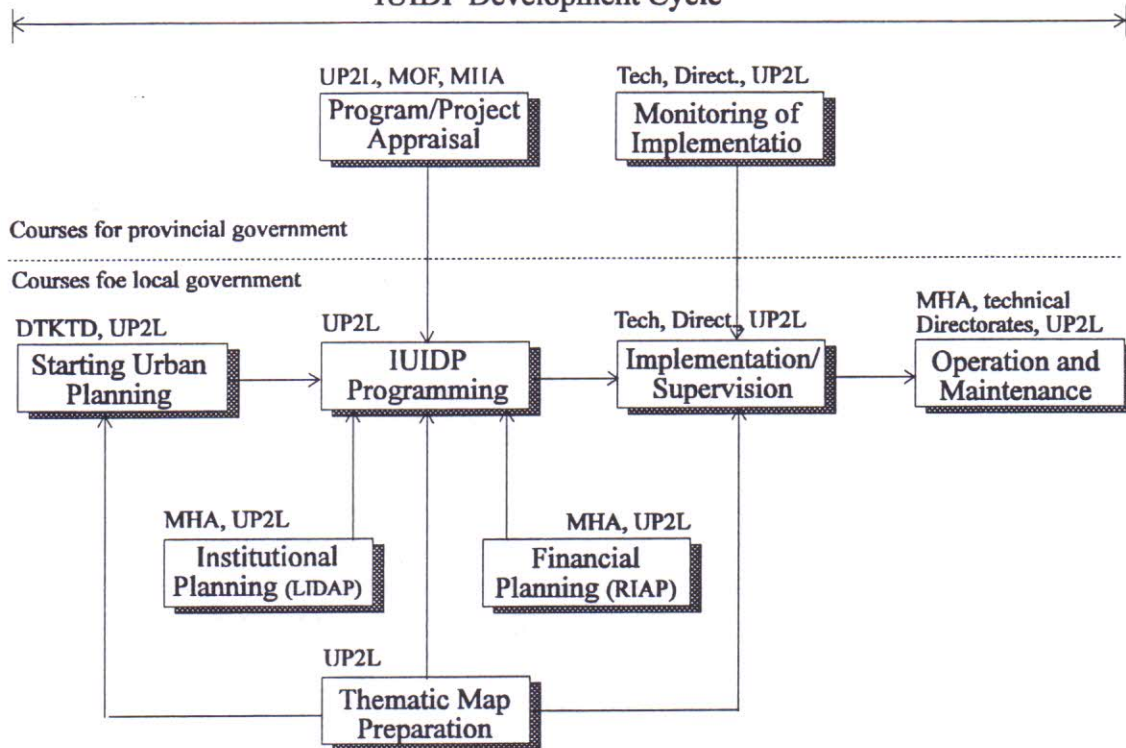 IUIDP Development Cycle
UP2L, MOF, MHA
Program/Project
Appraisal
Tech, Direct., UP2L
Monitoring of
Implementatio
Courses for provincial government
Courses foe local government
DTKTD, UP2L
Starting Urban
Planning
UP2L
IUIDP
Programming
Tech, Direct., UP2L
Implementation/
Supervision
MHA, technical
Directorates, UP2L
Operation and
Maintenance
MHA, UP2L
Institutional
Planning (LIDAP)
MHA, UP2L
Financial
Planning (RIAP)
UP2L
Thematic Map
Preparation